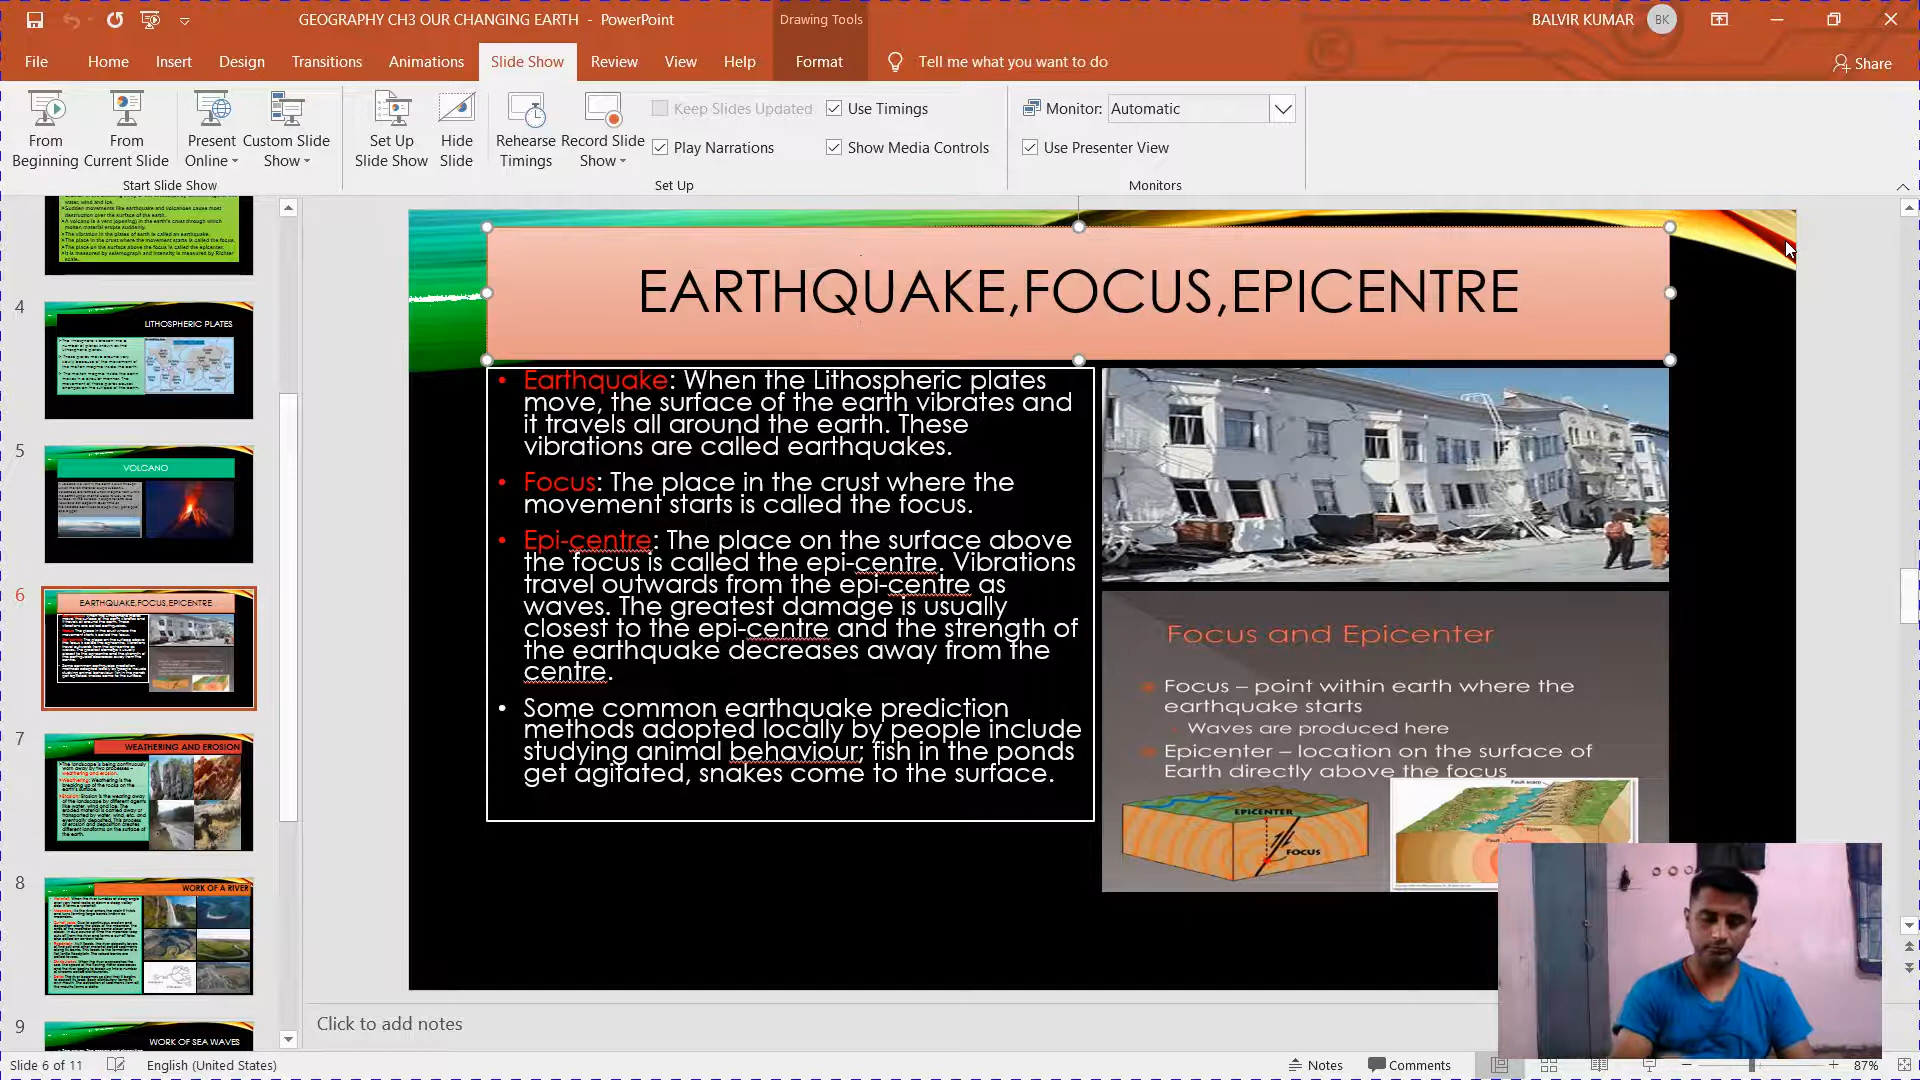 GEOGRAPHY CH3 OUR CHANGING EARTH - PowerPoint
Drawing Tools
BALVIR KUMAR
BK
File
Home
Insert
Design
Transitions
Animations
Slide Show
Review
View
Help
Format
Tell me what you want to do
Share
From Beginning
From Current Slide
Present Online
Custom Slide Show
Set Up Slide Show
Hide Slide
Rehearse Timings
Record Slide Show
Keep Slides Updated
Play Narrations
Use Timings
Show Media Controls
Monitor: Automatic
Use Presenter View
Start Slide Show
Set Up
Monitors
4
LITHOSPHERIC PLATES
5
VOLCANO
6
EARTHQUAKE,FOCUS,EPICENTRE
7
WEATHERING AND EROSION
8
WORK OF A RIVER
9
WORK OF SEA WAVES
EARTHQUAKE,FOCUS,EPICENTRE
• Earthquake: When the Lithospheric plates
move, the surface of the earth vibrates and
it travels all around the earth. These
vibrations are called earthquakes.
• Focus: The place in the crust where the
movement starts is called the focus.
• Epi-centre: The place on the surface above
the focus is called the epi-centre. Vibrations
travel outwards from the epi-centre as
waves. The greatest damage is usually
closest to the epi-centre and the strength of
the earthquake decreases away from the
centre.
• Some common earthquake prediction
methods adopted locally by people include
studying animal behaviour; fish in the ponds
get agitated, snakes come to the surface.
Focus and Epicenter
Focus – point within earth where the
earthquake starts
Waves are produced here
Epicenter – location on the surface of
Earth directly above the focus
EPICENTER
FOCUS
Fault scarp
Epicenter
Click to add notes
Slide 6 of 11
English (United States)
Notes
Comments
87%